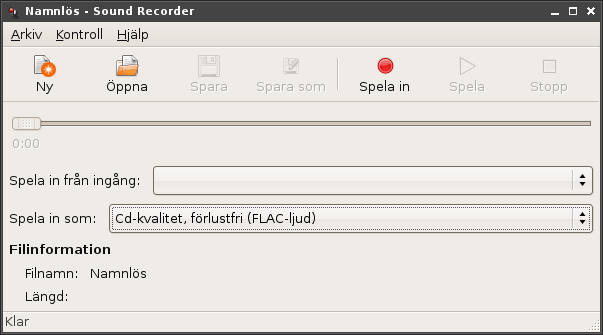 Namnlös - Sound Recorder
Arkiv Kontroll Hjälp
Ny Öppna Spara Spara som Spela in Spela Stopp
0:00
Spela in från ingång:
Spela in som: Cd-kvalitet, förlustfri (FLAC-ljud)
Filinformation
Filnamn: Namnlös
Längd:
Klar